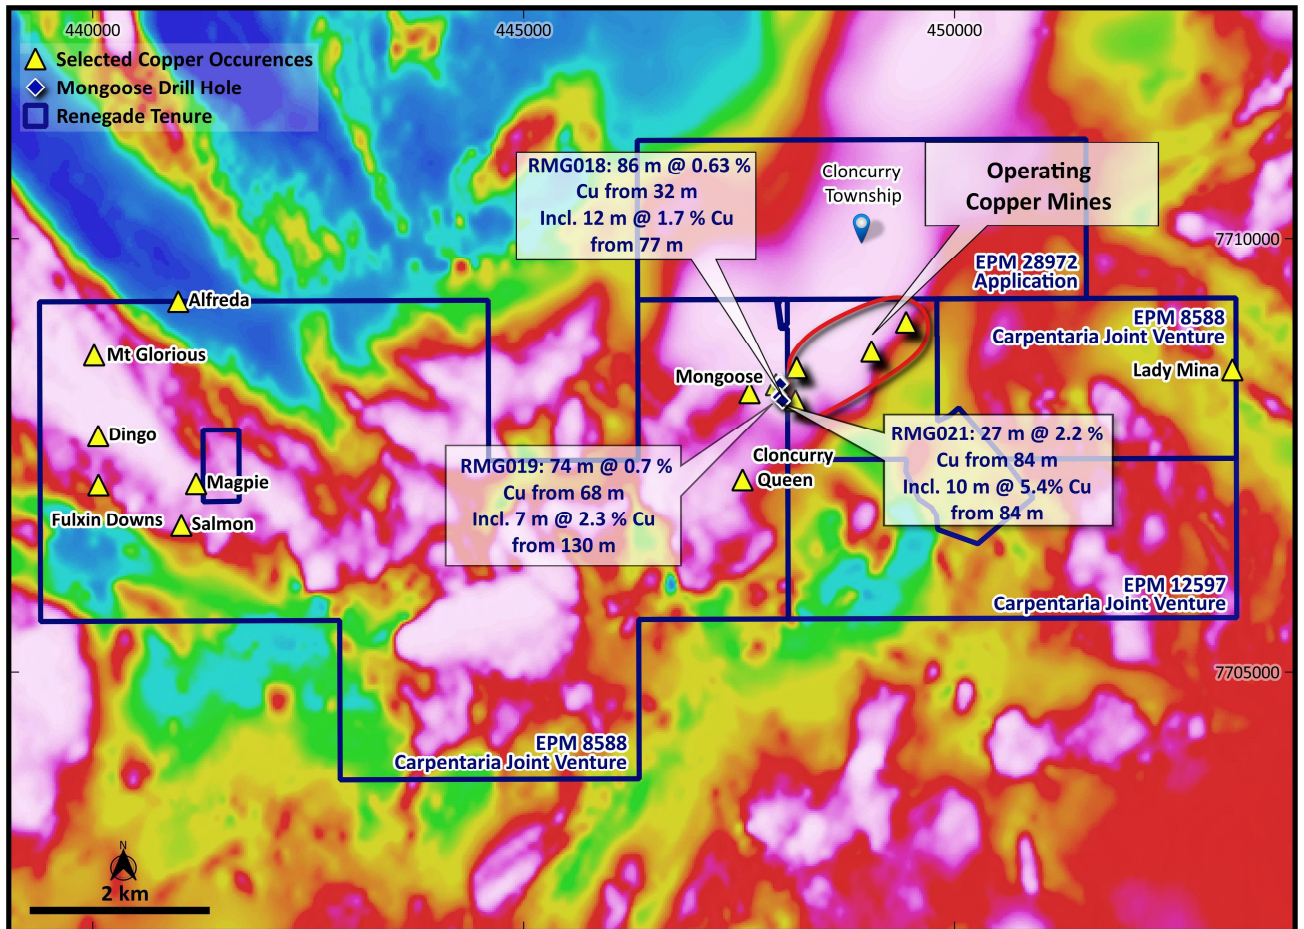 440000
445000
450000
Selected Copper Occurences
Mongoose Drill Hole
Renegade Tenure
RMG018: 86 m @ 0.63 %
Cu from 32 m
Incl. 12 m @ 1.7 % Cu
from 77 m
Cloncurry
Township
Operating
Copper Mines
7710000
EPM 28972
Application
Alfreda
EPM 8588
Carpentaria Joint Venture
Mt Glorious
Mongoose
Lady Mina
Dingo
RMG021: 27 m @ 2.2 %
Cu from 84 m
Incl. 10 m @ 5.4% Cu
from 84 m
RMG019: 74 m @ 0.7 %
Cu from 68 m
Incl. 7 m @ 2.3 % Cu
from 130 m
Cloncurry
Queen
Magpie
Fulxin Downs
Salmon
EPM 12597
Carpentaria Joint Venture
7705000
EPM 8588
Carpentaria Joint Venture
N
2 km